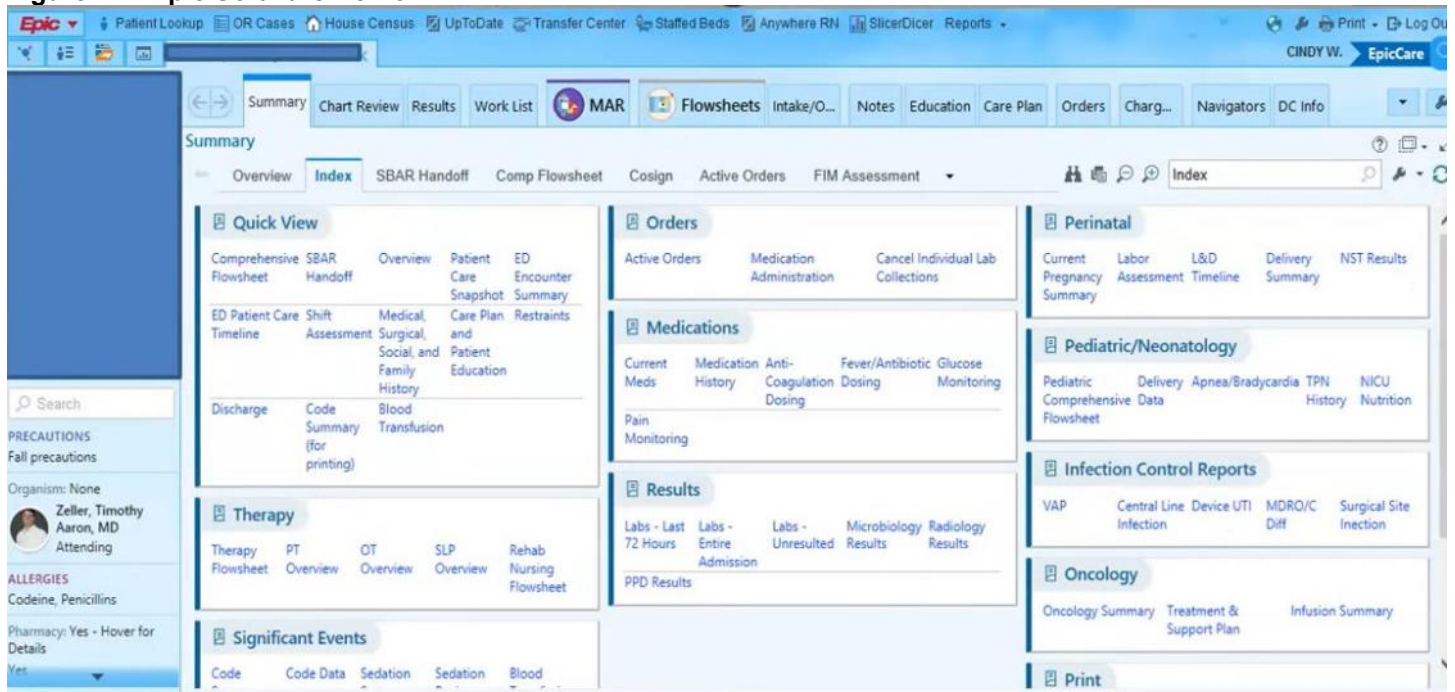 Epic Patient Lookup OR Cases House Census UpToDate Transfer Center Staffed Beds Anywhere RN SlicerDicer Reports Print Log Ou
CINDY W. EpicCare
Summary Chart Review Results Work List MAR Flowsheets Intake/O... Notes Education Care Plan Orders Charg... Navigators DC Info
Summary
Overview Index SBAR Handoff Comp Flowsheet Cosign Active Orders FIM Assessment Index
Search
PRECAUTIONS
Fall precautions
Organism: None
Zeller, Timothy
Aaron, MD
Attending
ALLERGIES
Codeine, Penicillins
Pharmacy: Yes - Hover for
Details
Yes
Quick View
Comprehensive SBAR Overview Patient ED
Flowsheet Handoff Care Encounter
Snapshot Summary
ED Patient Care Shift Medical, Care Plan Restraints
Timeline Assessment Surgical, and
Social, and Patient
Family Education
History
Discharge Code Blood
Summary Transfusion
(for
printing)
Therapy
Therapy PT OT SLP Rehab
Flowsheet Overview Overview Overview Nursing
Flowsheet
Significant Events
Code Code Data Sedation Sedation Blood
Orders
Active Orders Medication Cancel Individual Lab
Administration Collections
Medications
Current Medication Anti- Fever/Antibiotic Glucose
Meds History Coagulation Dosing Monitoring
Dosing
Pain
Monitoring
Results
Labs - Last Labs - Labs - Microbiology Radiology
72 Hours Entire Unresulted Results Results
Admission
PPD Results
Perinatal
Current Labor L&D Delivery NST Results
Pregnancy Assessment Timeline Summary
Summary
Pediatric/Neonatology
Pediatric Delivery Apnea/Bradycardia TPN NICU
Comprehensive Data History Nutrition
Flowsheet
Infection Control Reports
VAP Central Line Device UTI MDRO/C Surgical Site
Infection Diff Inection
Oncology
Oncology Summary Treatment & Infusion Summary
Support Plan
Print